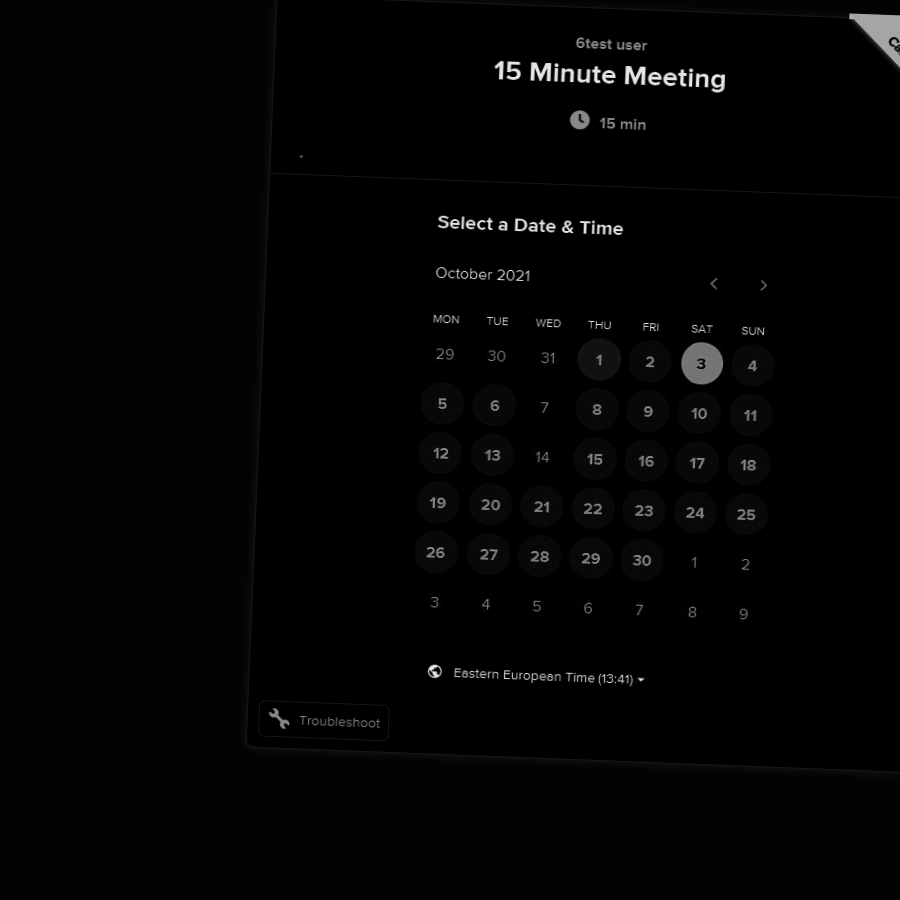 6test user
15 Minute Meeting
15 min
Select a Date & Time
October 2021
MON TUE WED THU FRI SAT SUN
29 30 31 1 2 3 4
5 6 7 8 9 10 11
12 13 14 15 16 17 18
19 20 21 22 23 24 25
26 27 28 29 30 1 2
3 4 5 6 7 8 9
Eastern European Time (13:41)
Troubleshoot